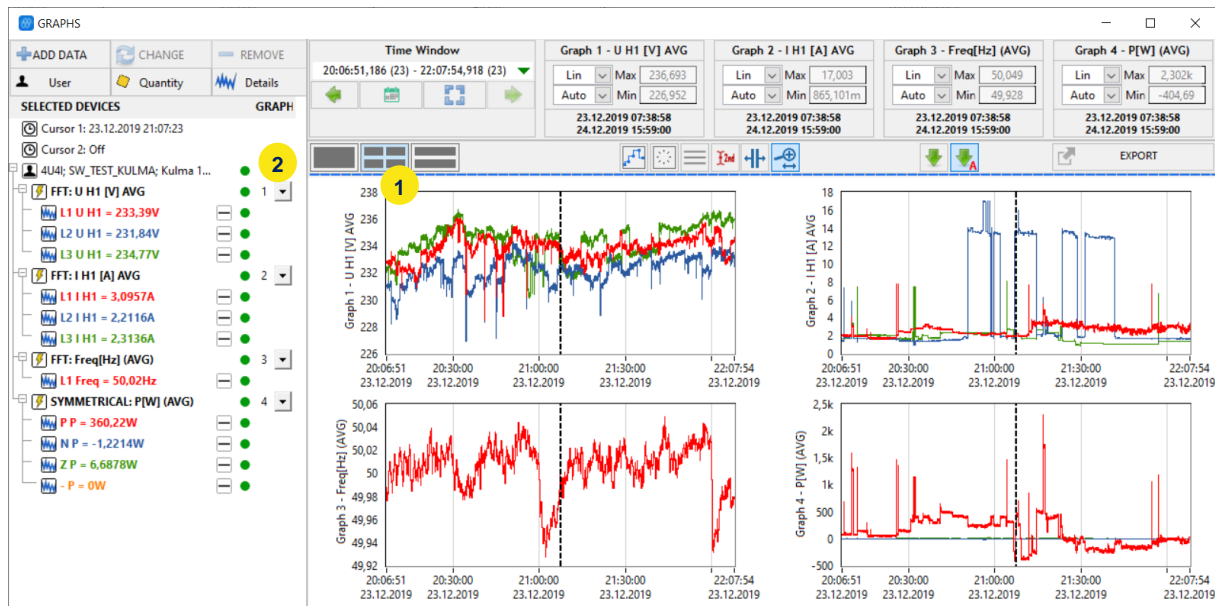 GRAPHS
ADD DATA
CHANGE
REMOVE
User
Quantity
Details
SELECTED DEVICES GRAPH
Cursor 1: 23.12.2019 21:07:23
Cursor 2: Off
4U4I; SW_TEST_KULMA; Kulma 1...
2
FFT: U H1 [V] AVG 1
L1 U H1 = 233,39V
L2 U H1 = 231,84V
L3 U H1 = 234,77V
FFT: I H1 [A] AVG 2
L1 I H1 = 3,0957A
L2 I H1 = 2,2116A
L3 I H1 = 2,3136A
FFT: Freq[Hz] (AVG) 3
L1 Freq = 50,02Hz
SYMMETRICAL: P[W] (AVG) 4
P P = 360,22W
N P = -1,2214W
Z P = 6,6878W
- P = 0W
Time Window
20:06:51,186 (23) - 22:07:54,918 (23)
Graph 1 - U H1 [V] AVG
Lin Max 236,693
Auto Min 226,952
23.12.2019 07:38:58
24.12.2019 15:59:00
Graph 2 - I H1 [A] AVG
Lin Max 17,003
Auto Min 865,101m
23.12.2019 07:38:58
24.12.2019 15:59:00
Graph 3 - Freq[Hz] (AVG)
Lin Max 50,049
Auto Min 49,928
23.12.2019 07:38:58
24.12.2019 15:59:00
Graph 4 - P[W] (AVG)
Lin Max 2,302k
Auto Min -404,69
23.12.2019 07:38:58
24.12.2019 15:59:00
2nd
A
EXPORT
1
Graph 1 - U H1 [V] AVG
238
236
234
232
230
228
226
20:06:51 20:30:00 21:00:00 21:30:00 22:07:54
23.12.2019 23.12.2019 23.12.2019 23.12.2019 23.12.2019
Graph 2 - I H1 [A] AVG
18
16
14
12
10
8
6
4
2
0
20:06:51 20:30:00 21:00:00 21:30:00 22:07:54
23.12.2019 23.12.2019 23.12.2019 23.12.2019 23.12.2019
Graph 3 - Freq[Hz] (AVG)
50,06
50,04
50,02
50
49,98
49,96
49,94
49,92
20:06:51 20:30:00 21:00:00 21:30:00 22:07:54
23.12.2019 23.12.2019 23.12.2019 23.12.2019 23.12.2019
Graph 4 - P[W] (AVG)
2,5k
2k
1,5k
1k
500
0
-500
20:06:51 20:30:00 21:00:00 21:30:00 22:07:54
23.12.2019 23.12.2019 23.12.2019 23.12.2019 23.12.2019